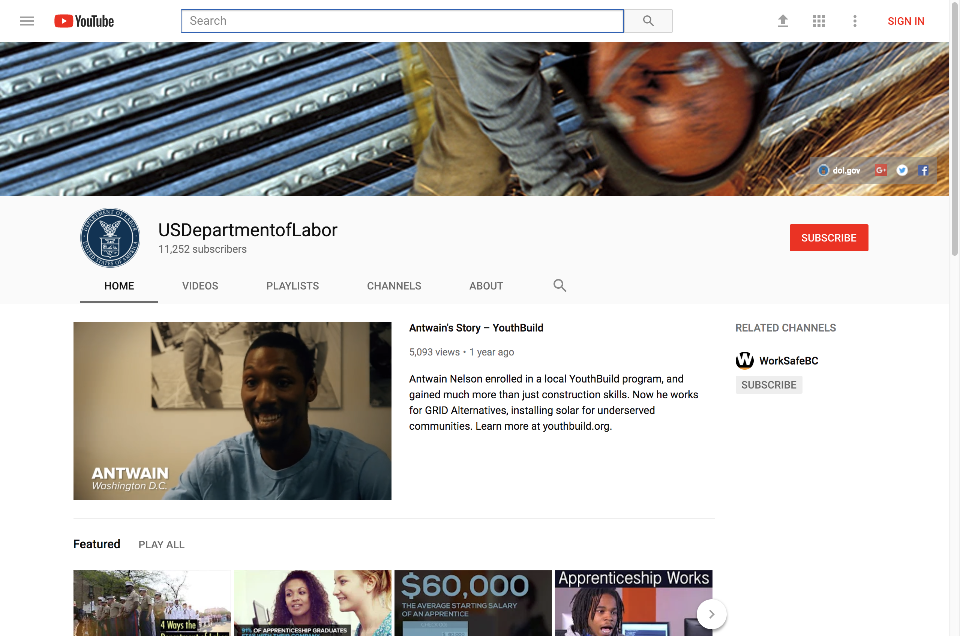 YouTube
Search
SIGN IN
dol.gov
G+
USDepartmentofLabor
11,252 subscribers
SUBSCRIBE
HOME
VIDEOS
PLAYLISTS
CHANNELS
ABOUT
ANTWAIN
Washington D.C.
Antwain's Story – YouthBuild
5,093 views • 1 year ago
Antwain Nelson enrolled in a local YouthBuild program, and
gained much more than just construction skills. Now he works
for GRID Alternatives, installing solar for underserved
communities. Learn more at youthbuild.org.
RELATED CHANNELS
WorkSafeBC
SUBSCRIBE
Featured
PLAY ALL
4 Ways the
91% OF APPRENTICESHIP GRADUATES
$60,000
THE AVERAGE STARTING SALARY
OF AN APPRENTICE
Apprenticeship Works